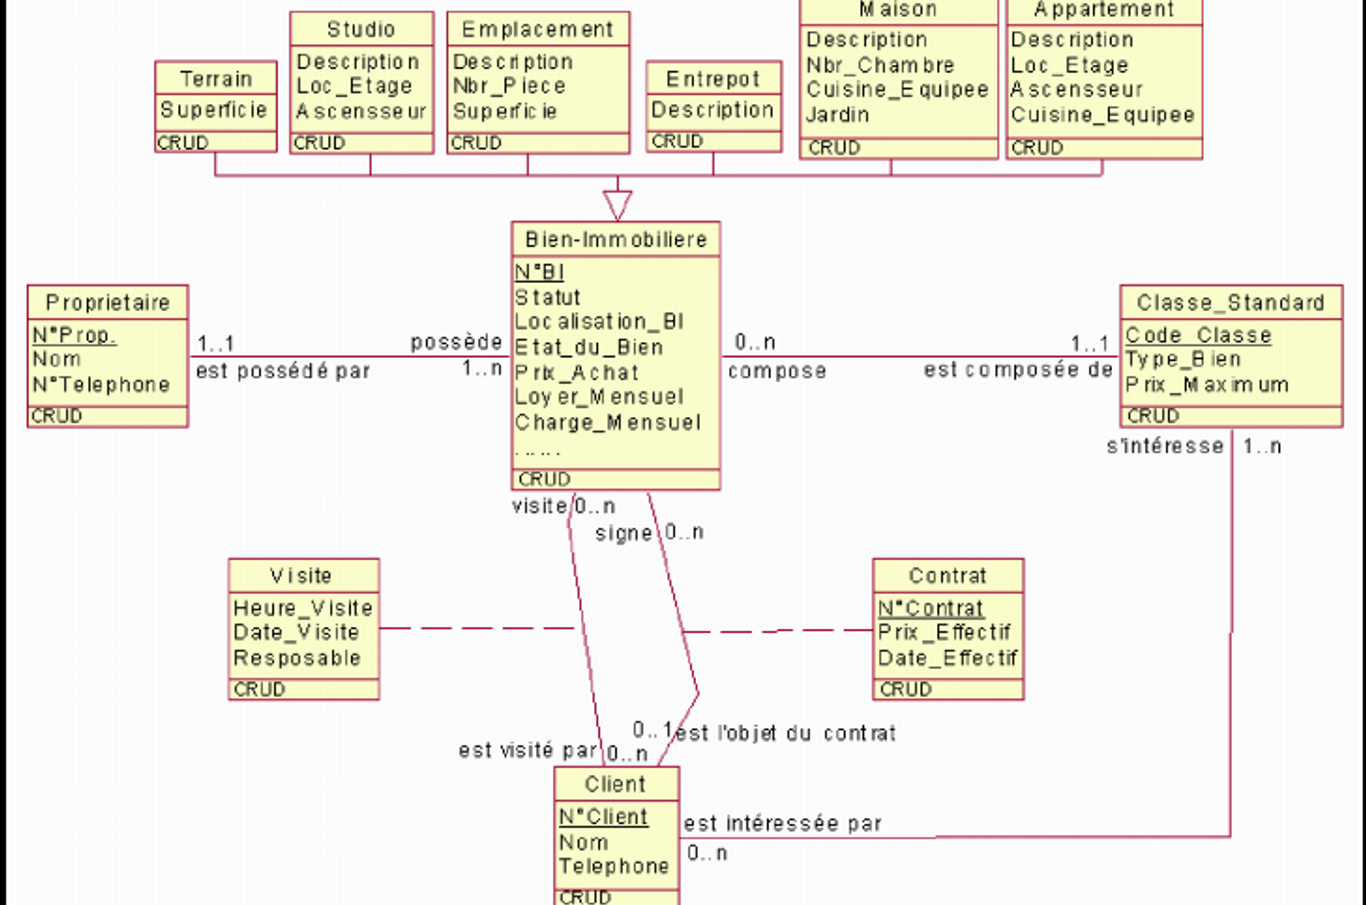 Terrain
Superficie
CRUD
Studio
Description
Loc_Etage
Ascensseur
CRUD
Emplacement
Description
Nbr_Piece
Superficie
CRUD
Entrepot
Description
CRUD
Maison
Description
Nbr_Chambre
Cuisine_Equipee
Jardin
CRUD
Appartement
Description
Loc_Etage
Ascensseur
Cuisine_Equipee
CRUD
Bien-Immobiliere
N°BI
Statut
Localisation_BI
Etat_du_Bien
Prix_Achat
Loyer_Mensuel
Charge_Mensuel
.....
CRUD
Proprietaire
N°Prop.
Nom
N°Telephone
CRUD
1..1
est possédé par
possède
1..n
0..n
compose
1..1
est composée de
Classe_Standard
Code_Classe
Type_Bien
Prix_Maximum
CRUD
s'intéresse 1..n
visite 0..n
signe 0..n
Visite
Heure_Visite
Date_Visite
Resposable
CRUD
Contrat
N°Contrat
Prix_Effectif
Date_Effectif
CRUD
0..1 est l'objet du contrat
est visité par 0..n
Client
N°Client
Nom
Telephone
CRUD
est intéressée par
0..n